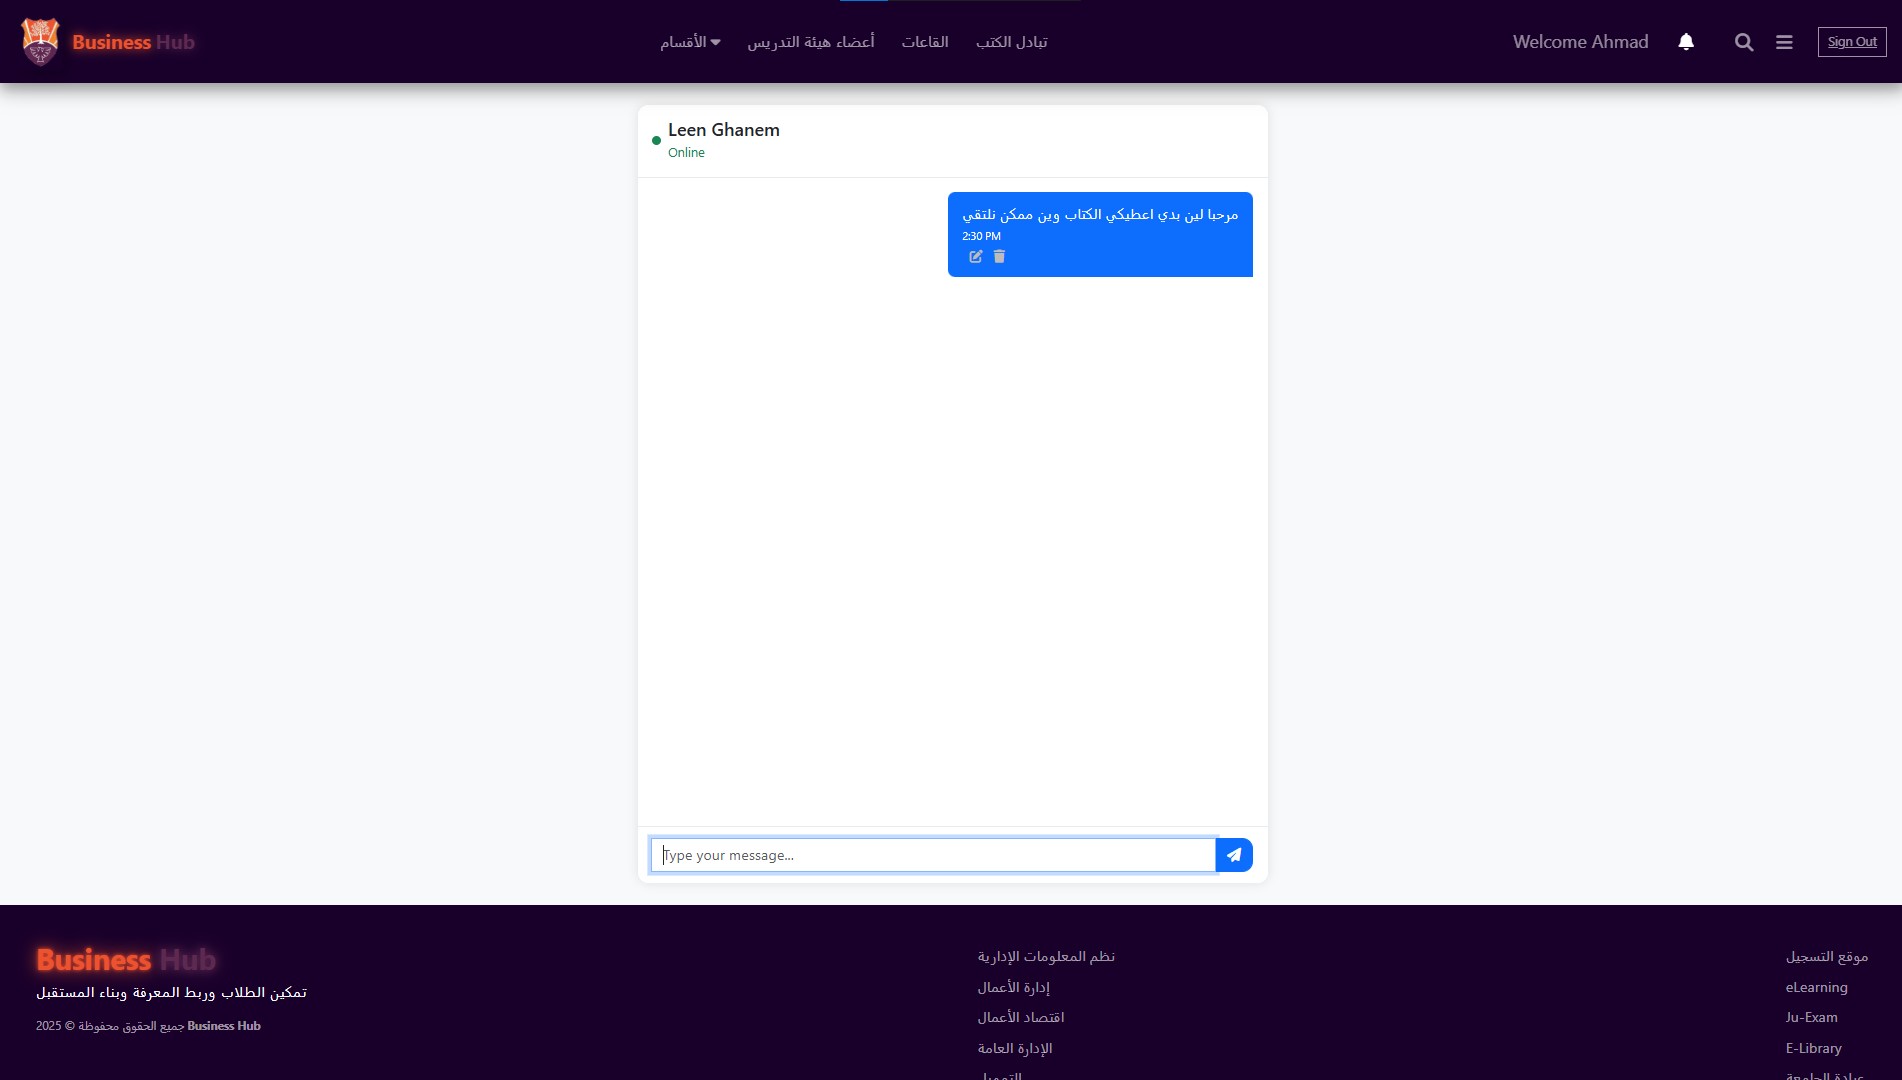 Business Hub
الأقسام
أعضاء هيئة التدريس
القاعات
تبادل الكتب
Welcome Ahmad
Sign Out
Leen Ghanem
Online
مرحبا لين بدي اعطيكي الكتاب وين ممكن نلتقي
2:30 PM
Type your message...
Business Hub
تمكين الطلاب وربط المعرفة وبناء المستقبل
2025 © جميع الحقوق محفوظة Business Hub
نظم المعلومات الإدارية
إدارة الأعمال
اقتصاد الأعمال
الإدارة العامة
التمويل
موقع التسجيل
eLearning
Ju-Exam
E-Library
عيادة الجامعة